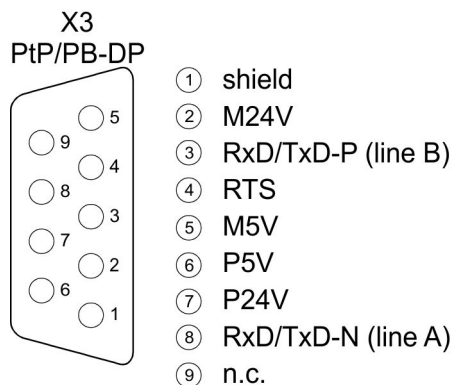 X3
PtP/PB-DP
5
9
4
8
3
7
2
6
1
① shield
② M24V
③ RxD/TxD-P (line B)
④ RTS
⑤ M5V
⑥ P5V
⑦ P24V
⑧ RxD/TxD-N (line A)
⑨ n.c.